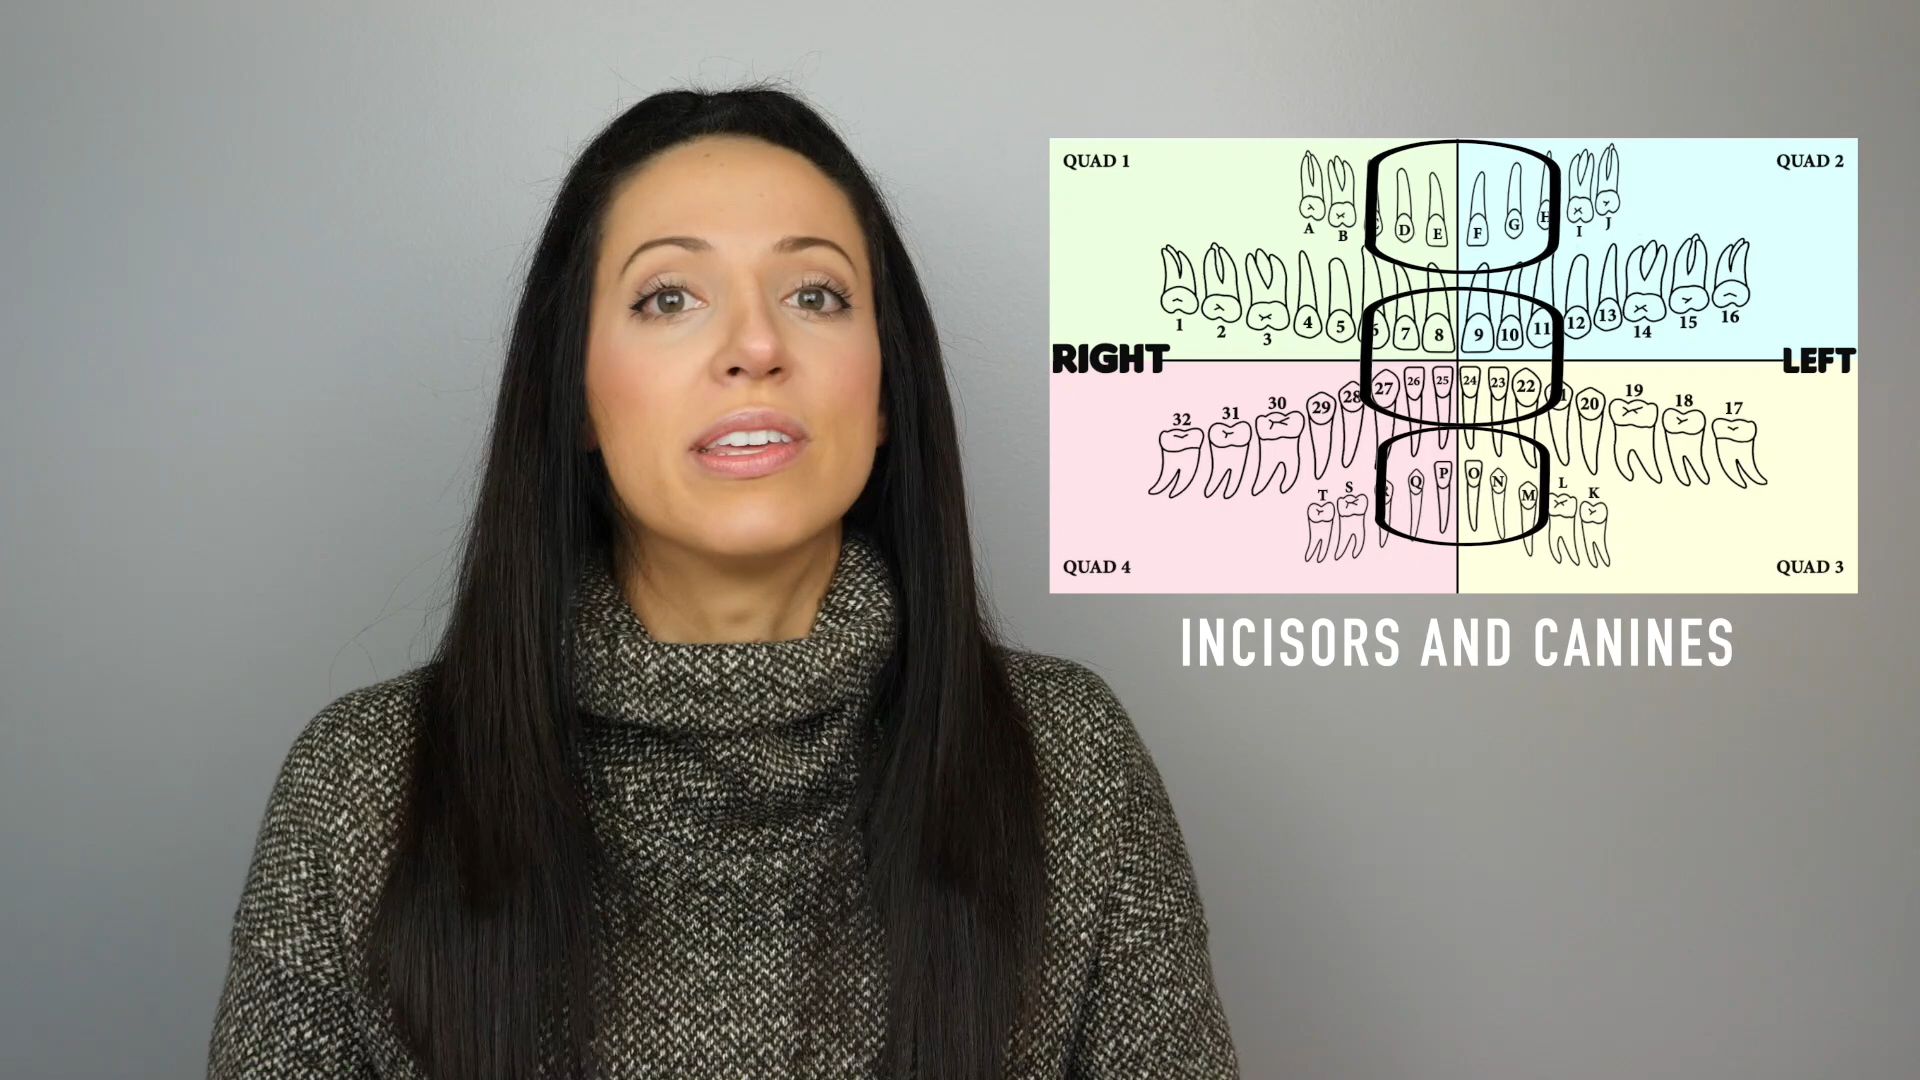 QUAD 1
QUAD 2
A B D E F G H I J
1 2 3 4 5 6 7 8 9 10 11 12 13 14 15 16
RIGHT
LEFT
32 31 30 29 28 27 26 25 24 23 22 20 19 18 17
T S Q P O N M L K
QUAD 4
QUAD 3
INCISORS AND CANINES